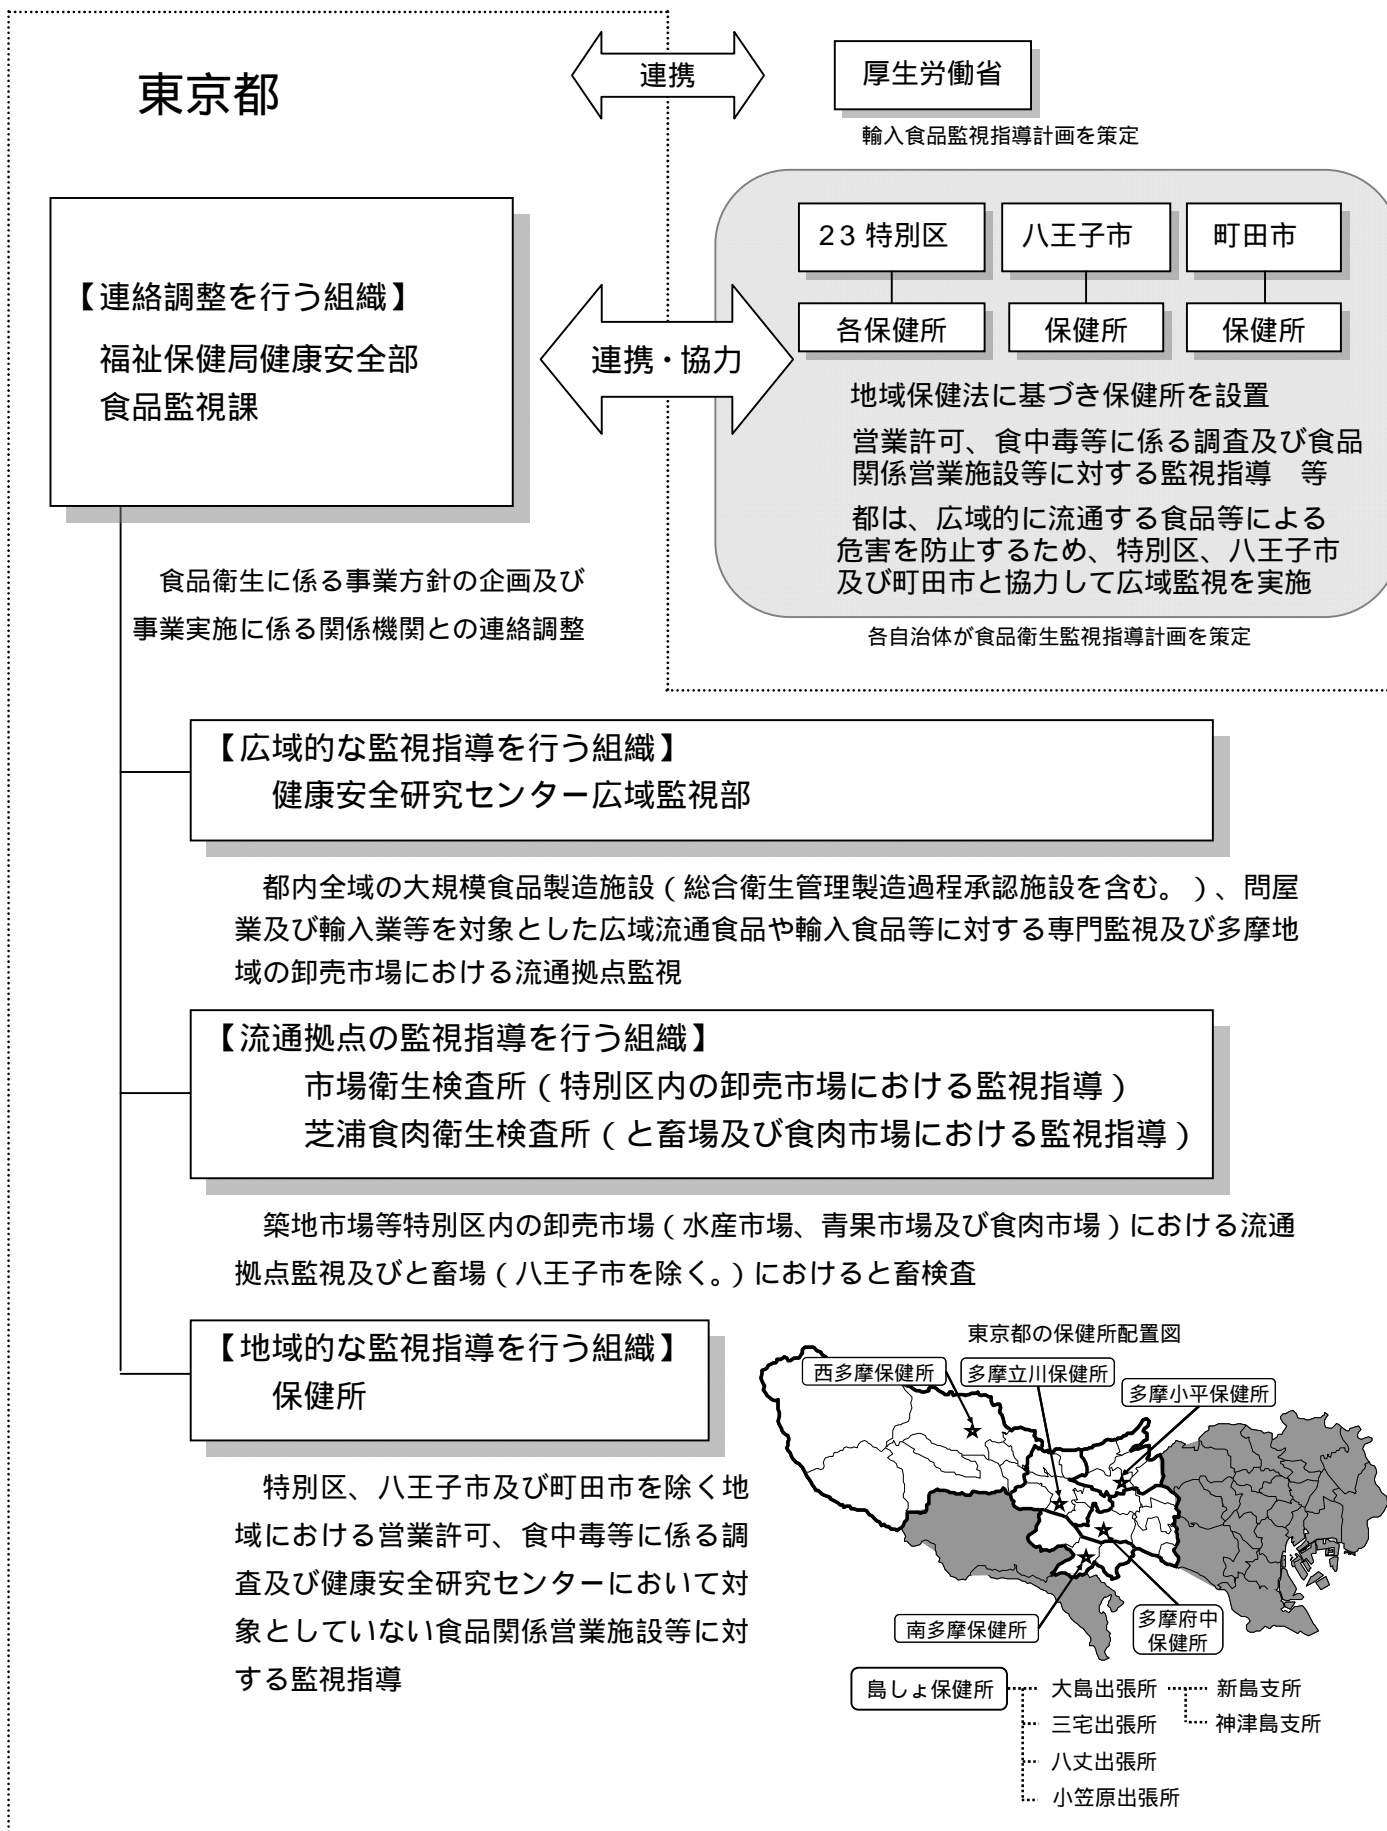 東京都
連携
厚生労働省
輸入食品監視指導計画を策定
【連絡調整を行う組織】
福祉保健局健康安全部
食品監視課
連携・協力
23特別区
八王子市
町田市
各保健所
保健所
保健所
地域保健法に基づき保健所を設置
営業許可、食中毒等に係る調査及び食品
関係営業施設等に対する監視指導　等
都は、広域的に流通する食品等による
危害を防止するため、特別区、八王子市
及び町田市と協力して広域監視を実施
各自治体が食品衛生監視指導計画を策定
食品衛生に係る事業方針の企画及び
事業実施に係る関係機関との連絡調整
【広域的な監視指導を行う組織】
健康安全研究センター広域監視部
都内全域の大規模食品製造施設（総合衛生管理製造過程承認施設を含む。）、問屋
業及び輸入業等を対象とした広域流通食品や輸入食品等に対する専門監視及び多摩地
域の卸売市場における流通拠点監視
【流通拠点の監視指導を行う組織】
市場衛生検査所（特別区内の卸売市場における監視指導）
芝浦食肉衛生検査所（と畜場及び食肉市場における監視指導）
築地市場等特別区内の卸売市場（水産市場、青果市場及び食肉市場）における流通
拠点監視及びと畜場（八王子市を除く。）におけると畜検査
【地域的な監視指導を行う組織】
保健所
特別区、八王子市及び町田市を除く地
域における営業許可、食中毒等に係る調
査及び健康安全研究センターにおいて対
象としていない食品関係営業施設等に対
する監視指導
東京都の保健所配置図
西多摩保健所
多摩立川保健所
多摩小平保健所
南多摩保健所
多摩府中
保健所
島しょ保健所
大島出張所
新島支所
三宅出張所
神津島支所
八丈出張所
小笠原出張所